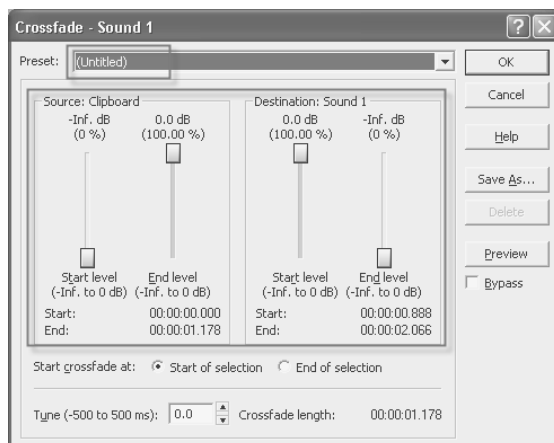 Crossfade - Sound 1
Preset: (Untitled)
OK
Cancel
Help
Save As...
Delete
Preview
Bypass
Source: Clipboard
-Inf. dB 0.0 dB
(0 %) (100.00 %)
Start level End level
(-Inf. to 0 dB) (-Inf. to 0 dB)
Start: 00:00:00.000
End: 00:00:01.178
Destination: Sound 1
0.0 dB -Inf. dB
(100.00 %) (0 %)
Start level End level
(-Inf. to 0 dB) (-Inf. to 0 dB)
Start: 00:00:00.888
End: 00:00:02.066
Start crossfade at: Start of selection End of selection
Tune (-500 to 500 ms): 0.0 Crossfade length: 00:00:01.178